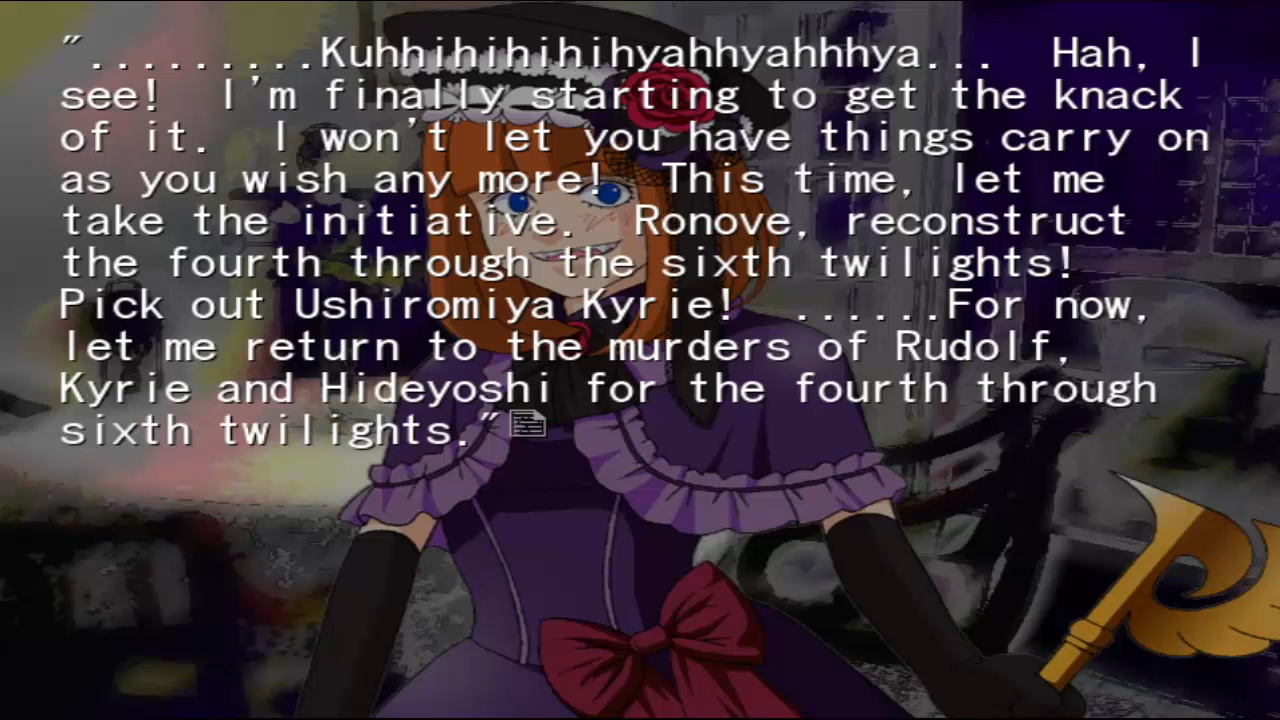 ".........Kuhhihihihihyahhyahhhya...  Hah, I
see!  I'm finally starting to get the knack
of it.  I won't let you have things carry on
as you wish any more!  This time, let me
take the initiative.  Ronove, reconstruct
the fourth through the sixth twilights!
Pick out Ushiromiya Kyrie!  ......For now,
let me return to the murders of Rudolf,
Kyrie and Hideyoshi for the fourth through
sixth twilights."